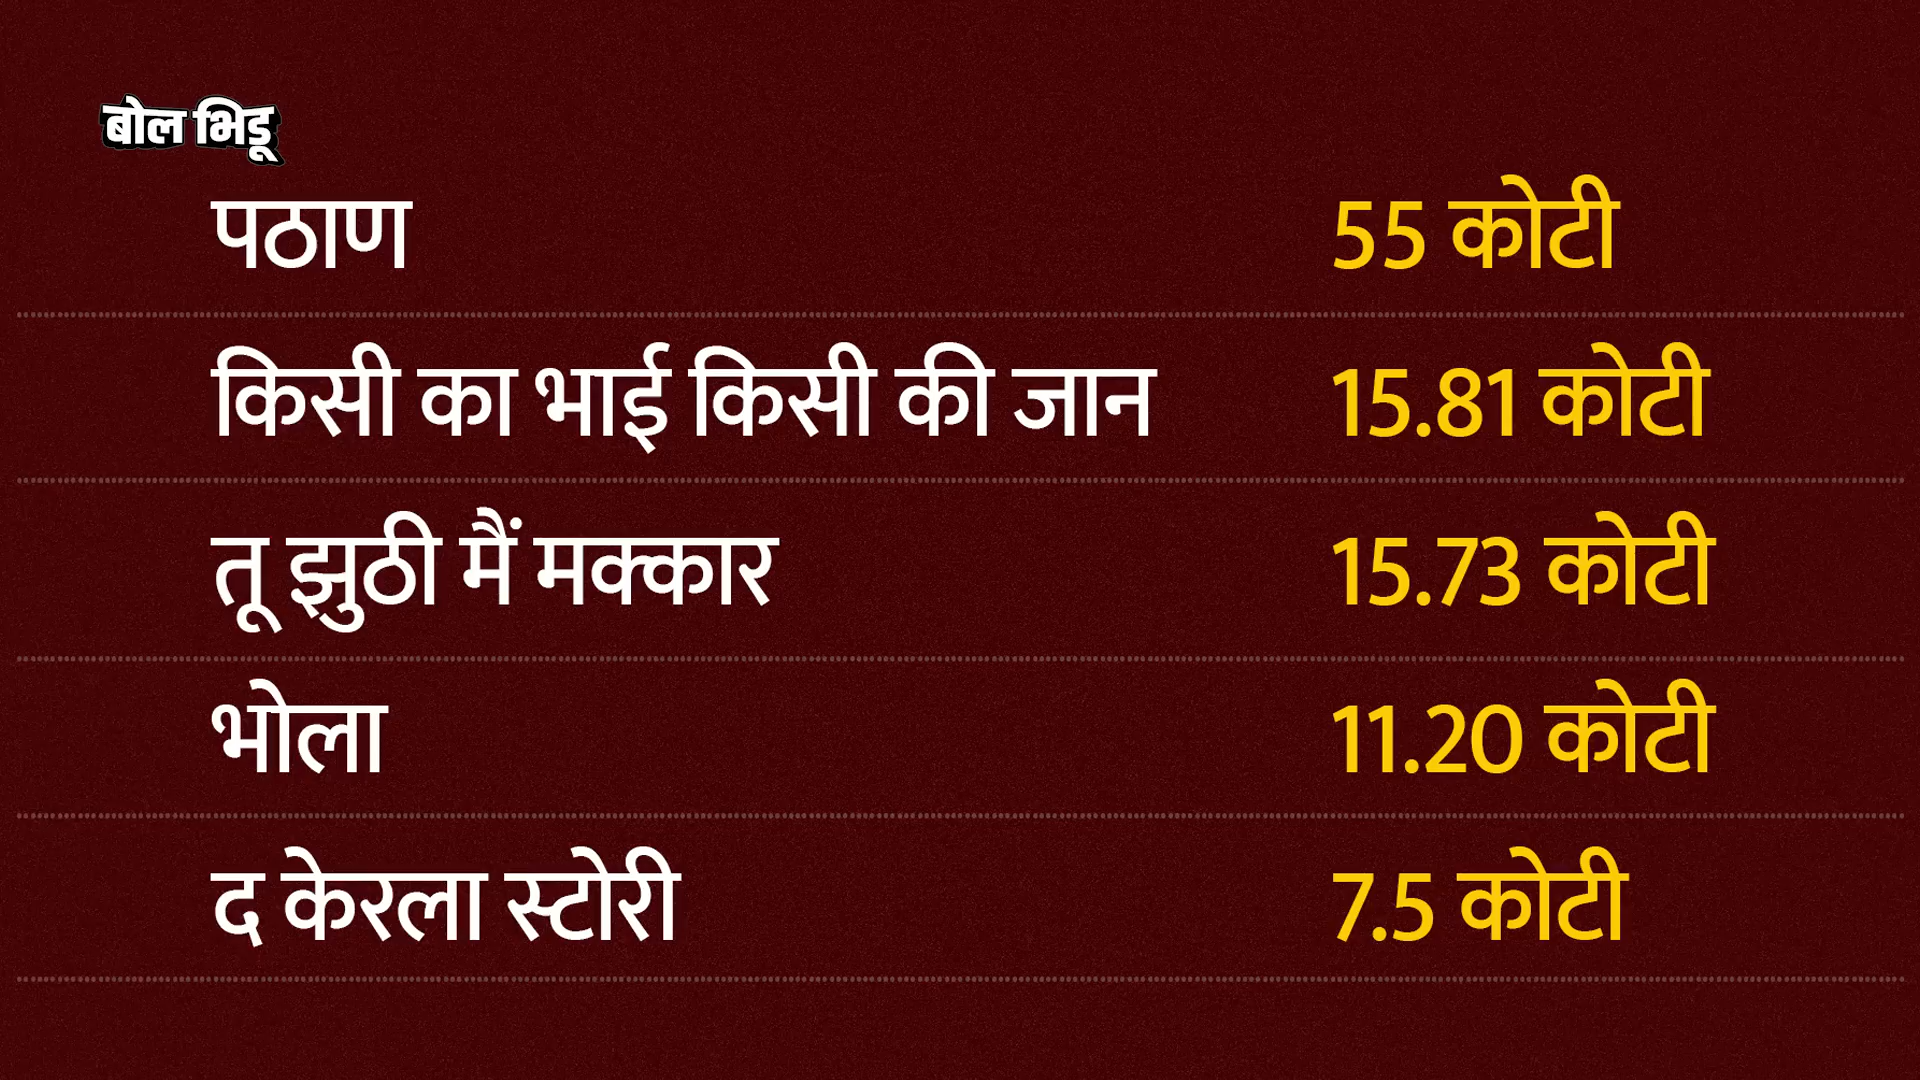 बोल भिडू
पठाण 55 कोटी
किसी का भाई किसी की जान 15.81 कोटी
तू झुठी मैं मक्कार 15.73 कोटी
भोला 11.20 कोटी
द केरला स्टोरी 7.5 कोटी